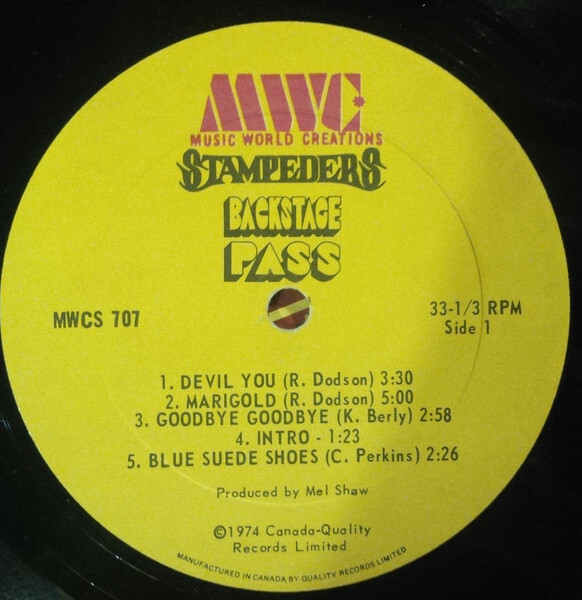 MWC
MUSIC WORLD CREATIONS
STAMPEDERS
BACKSTAGE
PASS
MWCS 707
33-1/3 RPM
Side 1
1. DEVIL YOU (R. Dodson) 3:30
2. MARIGOLD (R. Dodson) 5:00
3. GOODBYE GOODBYE (K. Berly) 2:58
4. INTRO - 1:23
5. BLUE SUEDE SHOES (C. Perkins) 2:26
Produced by Mel Shaw
©1974 Canada-Quality
Records Limited
MANUFACTURED IN CANADA BY QUALITY RECORDS LIMITED